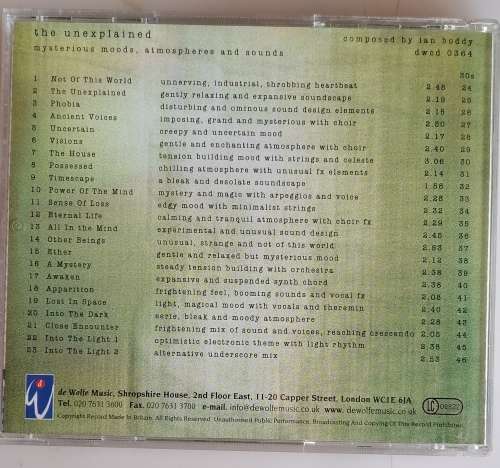 the unexplained composed by ian boddy
mysterious moods, atmospheres and sounds dwcd 0364
30s
1 Not Of This World unnerving, industrial, throbbing heartbeat 2.48 24
2 The Unexplained gently relaxing and expansive soundscape 2.19 25
3 Phobia disturbing and ominous sound design elements 2.18 26
4 Ancient Voices imposing, grand and mysterious with choir 2.50 27
5 Uncertain creepy and uncertain mood 2.17 28
6 Visions gentle and enchanting atmosphere with choir 2.40 29
7 The House tension building mood with strings and celeste 3.06 30
8 Possessed chilling atmosphere with unusual fx elements 2.14 31
9 Timescape a bleak and desolate soundscape 1.56 32
10 Power Of The Mind mystery and magic with arpeggios and voice 2.28 33
11 Sense Of Loss edgy mood with minimalist strings 2.32 34
12 Eternal Life calming and tranquil atmosphere with choir fx 2.29 35
13 All In The Mind experimental and unusual sound design 2.45 36
14 Other Beings unusual, strange and not of this world 37
15 Ether gentle and relaxed but mysterious mood 2.12 38
16 A Mystery steady tension building with orchestra 39
17 Awaken expansive and suspended synth chord 2.38 40
18 Apparition frightening feel, booming sounds and vocal fx 2.08 41
19 Lost In Space light, magical mood with vocals and theremin 2.40 42
20 Into The Dark eerie, bleak and moody atmosphere 2.28 43
21 Close Encounter frightening mix of sound and voices, reaching crescendo 2.05 44
22 Into The Light 1 optimistic electronic theme with light rhythm 2.38 45
23 Into The Light 2 alternative underscore mix 2.53 46
de Wolfe Music, Shropshire House, 2nd Floor East, 11-20 Capper Street, London WC1E 6JA
Tel. 020 7631 3600 Fax. 020 7631 3700 e-mail. info@dewolfemusic.co.uk www. dewolfemusic.co.uk LC
Copyright Record Made In Britain. All Rights Reserved. Unauthorised Public Performance, Broadcasting And Copying Of This Record Prohibited.